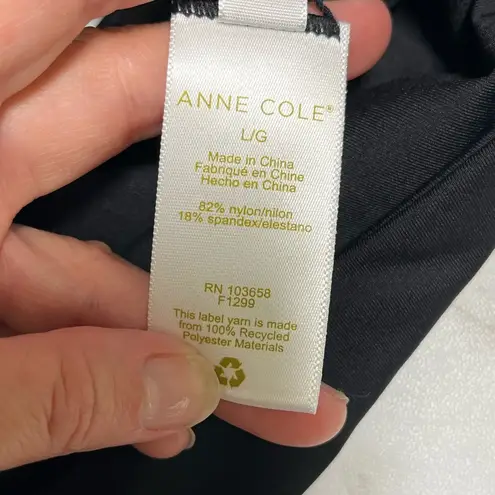 ANNE COLE®
L/G
Made in China
Fabriqué en Chine
Hecho en China
82% nylon/nilon
18% spandex/elestano
RN 103658
F1299
This label yarn is made
from 100% Recycled
Polyester Materials